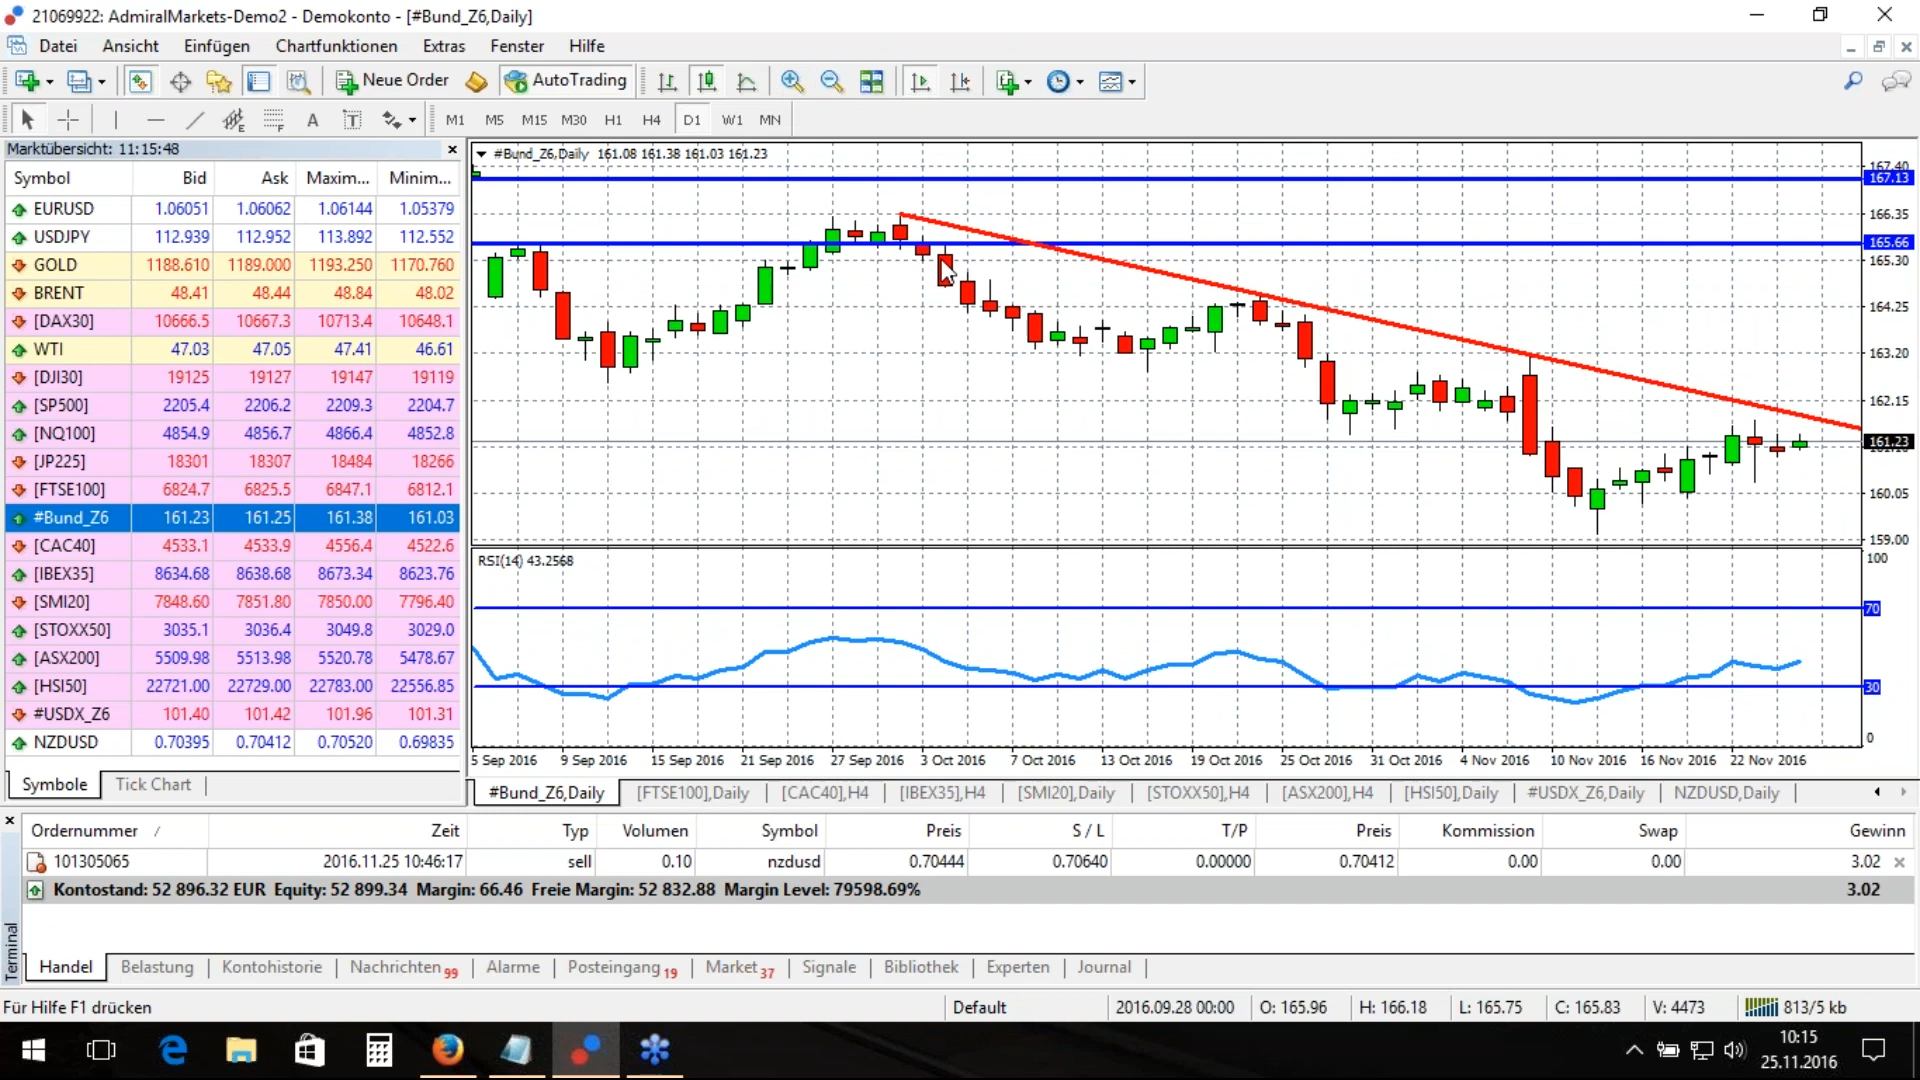 21069922: AdmiralMarkets-Demo2 - Demokonto - [#Bund_Z6,Daily]
Datei Ansicht Einfügen Chartfunktionen Extras Fenster Hilfe
Neue Order AutoTrading
A T M1 M5 M15 M30 H1 H4 D1 W1 MN
Marktübersicht: 11:15:48
Symbol Bid Ask Maxim... Minim...
EURUSD 1.06051 1.06062 1.06144 1.05379
USDJPY 112.939 112.952 113.892 112.552
GOLD 1188.610 1189.000 1193.250 1170.760
BRENT 48.41 48.44 48.84 48.02
[DAX30] 10666.5 10667.3 10713.4 10648.1
WTI 47.03 47.05 47.41 46.61
[DJI30] 19125 19127 19147 19119
[SP500] 2205.4 2206.2 2209.3 2204.7
[NQ100] 4854.9 4856.7 4866.4 4852.8
[JP225] 18301 18307 18484 18266
[FTSE100] 6824.7 6825.5 6847.1 6812.1
#Bund_Z6 161.23 161.25 161.38 161.03
[CAC40] 4533.1 4533.9 4556.4 4522.6
[IBEX35] 8634.68 8638.68 8673.34 8623.76
[SMI20] 7848.60 7851.80 7850.00 7796.40
[STOXX50] 3035.1 3036.4 3049.8 3029.0
[ASX200] 5509.98 5513.98 5520.78 5478.67
[HSI50] 22721.00 22729.00 22783.00 22556.85
#USDX_Z6 101.40 101.42 101.96 101.31
NZDUSD 0.70395 0.70412 0.70520 0.69835
Symbole Tick Chart
#Bund_Z6,Daily 161.08 161.38 161.03 161.23
167.40
167.13
166.35
165.66
165.30
164.25
163.20
162.15
161.23
160.05
159.00
RSI(14) 43.2568
100
70
30
0
5 Sep 2016 9 Sep 2016 15 Sep 2016 21 Sep 2016 27 Sep 2016 3 Oct 2016 7 Oct 2016 13 Oct 2016 19 Oct 2016 25 Oct 2016 31 Oct 2016 4 Nov 2016 10 Nov 2016 16 Nov 2016 22 Nov 2016
#Bund_Z6,Daily [FTSE100],Daily [CAC40],H4 [IBEX35],H4 [SMI20],Daily [STOXX50],H4 [ASX200],H4 [HSI50],Daily #USDX_Z6,Daily NZDUSD,Daily
Ordernummer Zeit Typ Volumen Symbol Preis S / L T/P Preis Kommission Swap Gewinn
101305065 2016.11.25 10:46:17 sell 0.10 nzdusd 0.70444 0.70640 0.00000 0.70412 0.00 0.00 3.02
Kontostand: 52 896.32 EUR Equity: 52 899.34 Margin: 66.46 Freie Margin: 52 832.88 Margin Level: 79598.69% 3.02
Terminal
Handel Belastung Kontohistorie Nachrichten 99 Alarme Posteingang 19 Market 37 Signale Bibliothek Experten Journal
Für Hilfe F1 drücken Default 2016.09.28 00:00 O: 165.96 H: 166.18 L: 165.75 C: 165.83 V: 4473 813/5 kb
10:15
25.11.2016